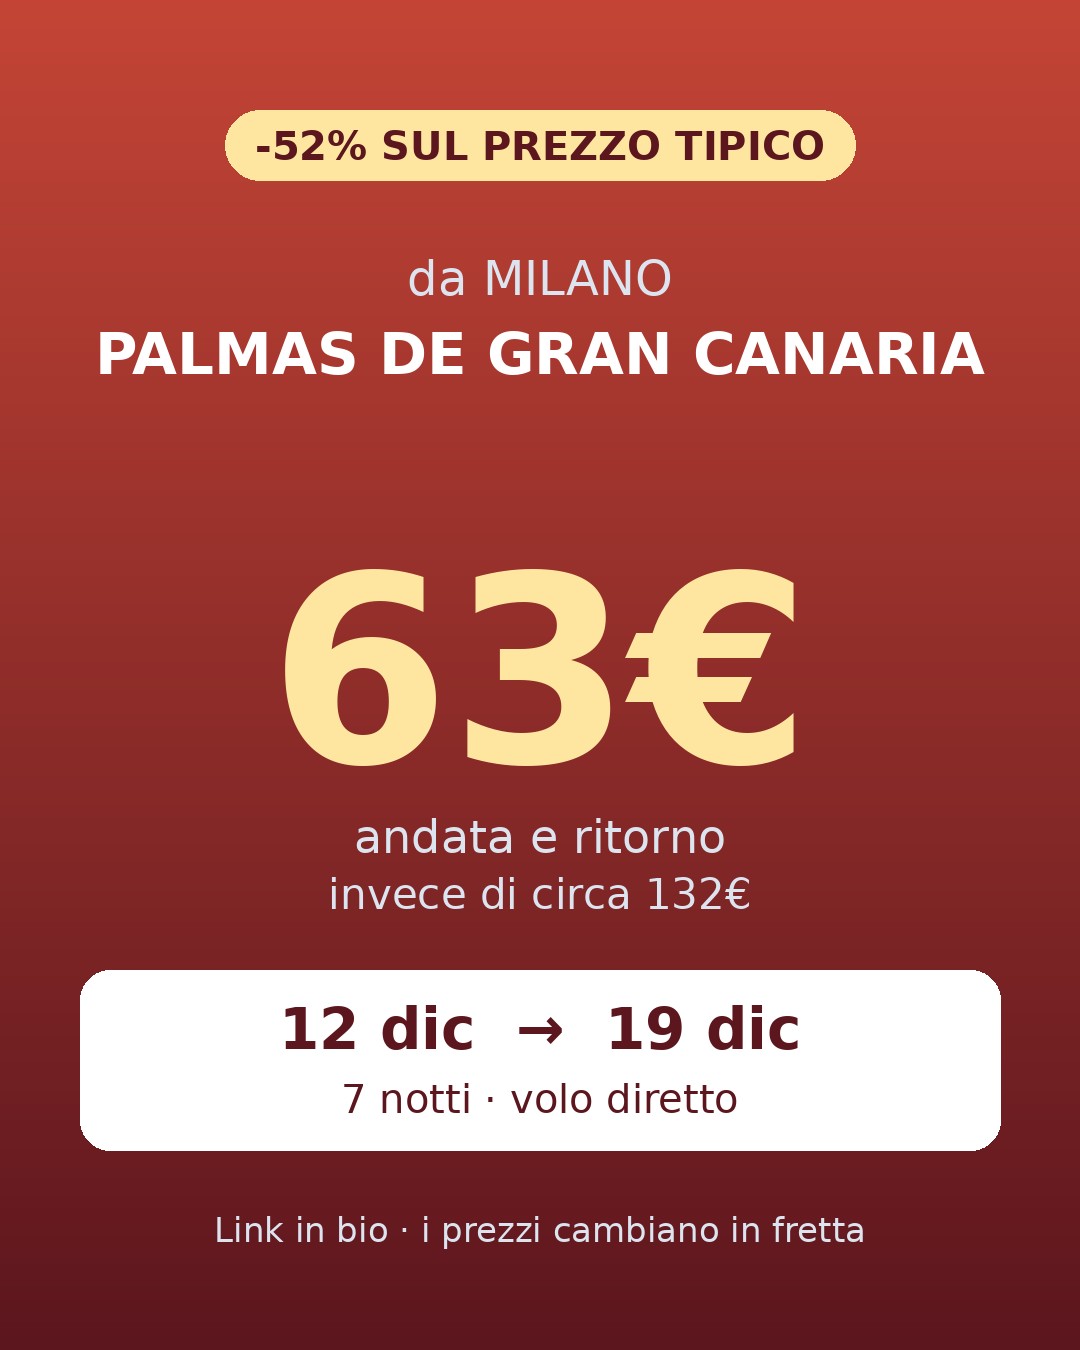 -52% SUL PREZZO TIPICO
da MILANO
PALMAS DE GRAN CANARIA
63€
andata e ritorno
invece di circa 132€
12 dic → 19 dic
7 notti · volo diretto
Link in bio · i prezzi cambiano in fretta